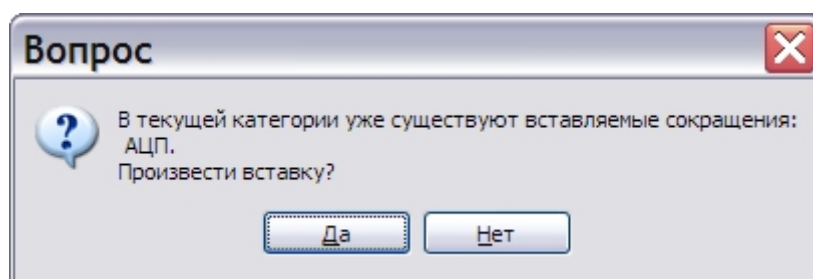 Вопрос
В текущей категории уже существуют вставляемые сокращения:
АЦП.
Произвести вставку?
Да Нет